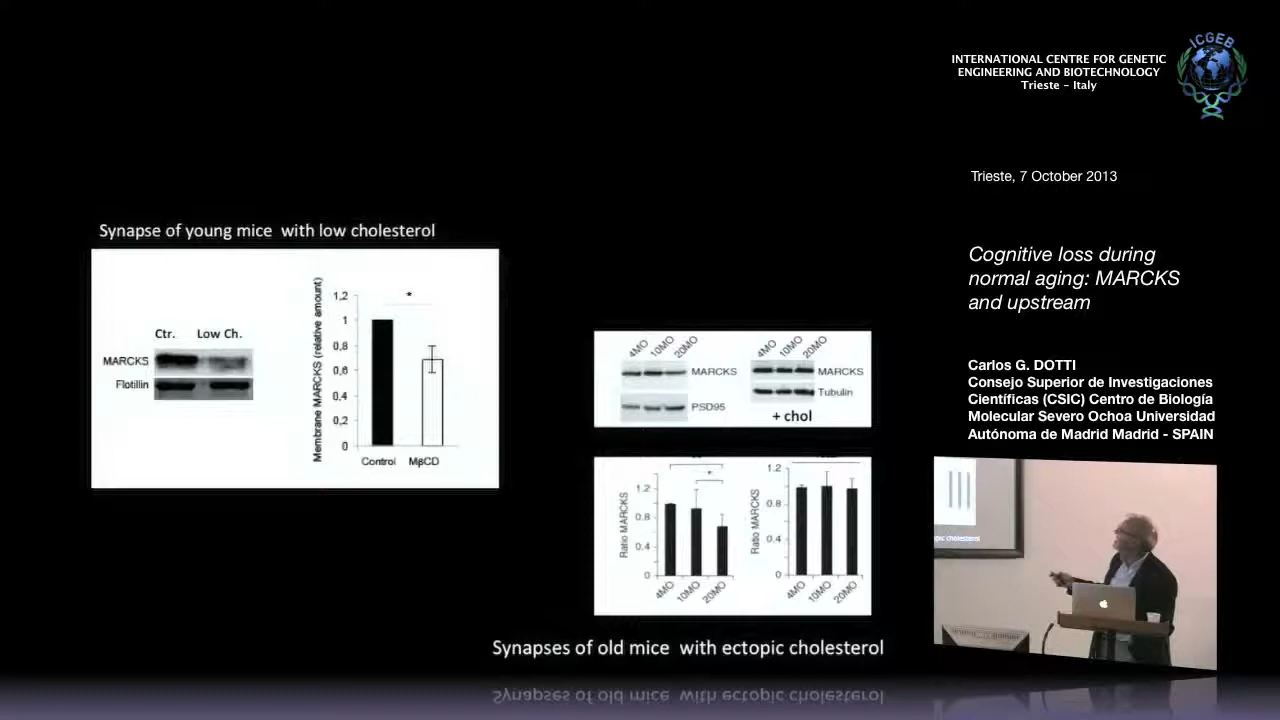 INTERNATIONAL CENTRE FOR GENETIC
ENGINEERING AND BIOTECHNOLOGY
Trieste - Italy
ICGEB
Trieste, 7 October 2013
Synapse of young mice with low cholesterol
Ctr. Low Ch.
MARCKS
Flotillin
Membrane MARCKS (relative amount)
1,2
1
0,8
0,6
0,4
0,2
0
*
Control MβCD
Cognitive loss during
normal aging: MARCKS
and upstream
4MO 10MO 20MO
MARCKS
PSD95
4MO 10MO 20MO
MARCKS
Tubulin
+ chol
Carlos G. DOTTI
Consejo Superior de Investigaciones
Científicas (CSIC) Centro de Biología
Molecular Severo Ochoa Universidad
Autónoma de Madrid Madrid - SPAIN
Ratio MARCKS
1.2
0.8
0.4
0
*
4MO 10MO 20MO
Ratio MARCKS
1.2
0.8
0.4
0
4MO 10MO 20MO
Synapses of old mice with ectopic cholesterol
cholesterol